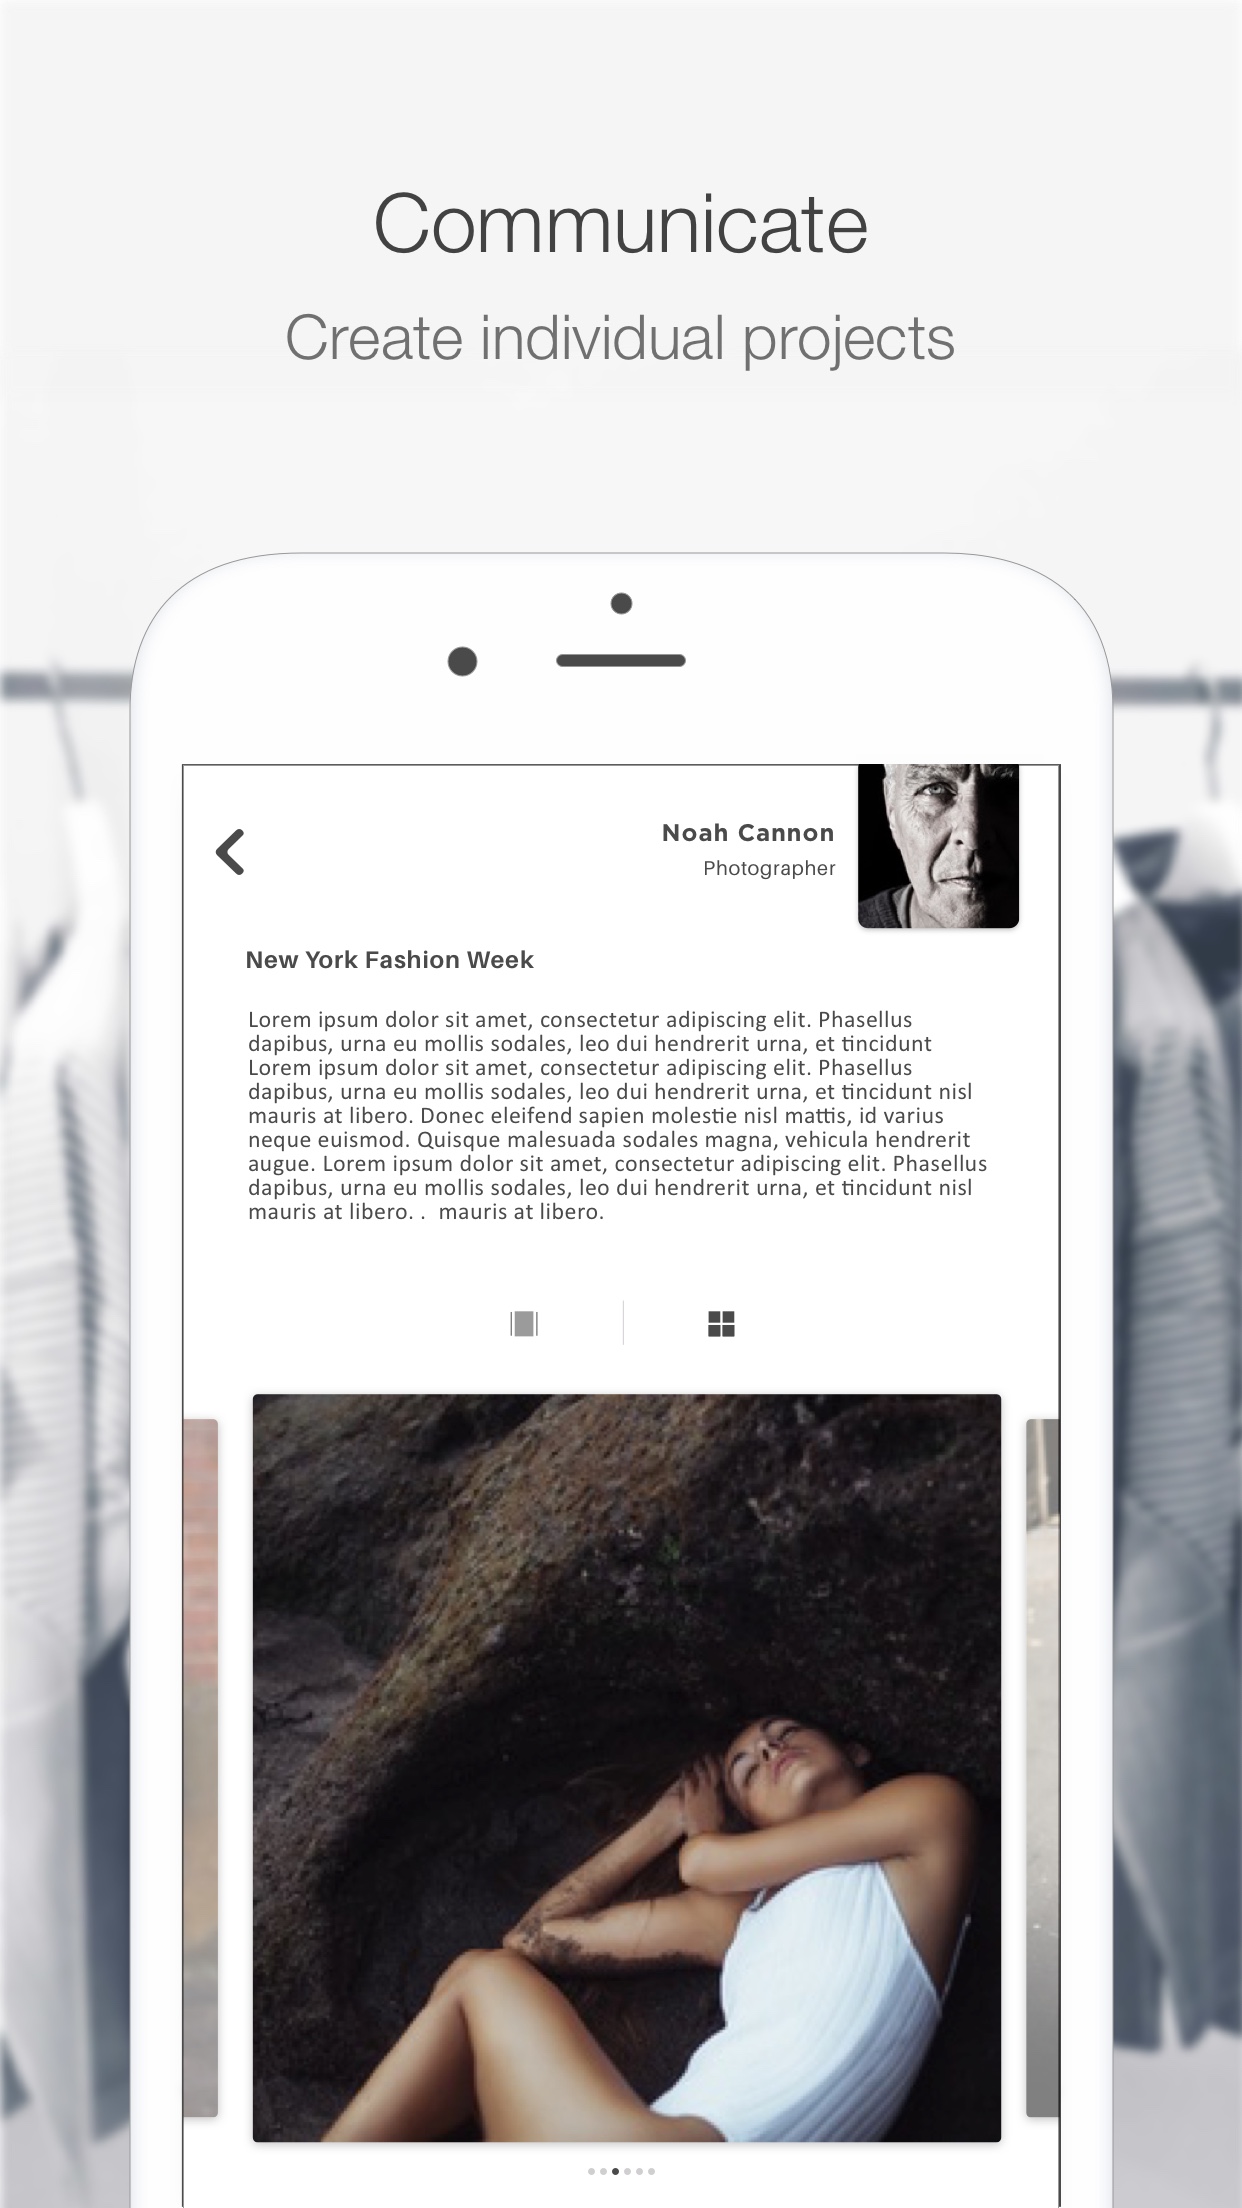 Communicate
Create individual projects
Noah Cannon
Photographer
New York Fashion Week
Lorem ipsum dolor sit amet, consectetur adipiscing elit. Phasellus
dapibus, urna eu mollis sodales, leo dui hendrerit urna, et tincidunt
Lorem ipsum dolor sit amet, consectetur adipiscing elit. Phasellus
dapibus, urna eu mollis sodales, leo dui hendrerit urna, et tincidunt nisl
mauris at libero. Donec eleifend sapien molestie nisl mattis, id varius
neque euismod. Quisque malesuada sodales magna, vehicula hendrerit
augue. Lorem ipsum dolor sit amet, consectetur adipiscing elit. Phasellus
dapibus, urna eu mollis sodales, leo dui hendrerit urna, et tincidunt nisl
mauris at libero. .  mauris at libero.